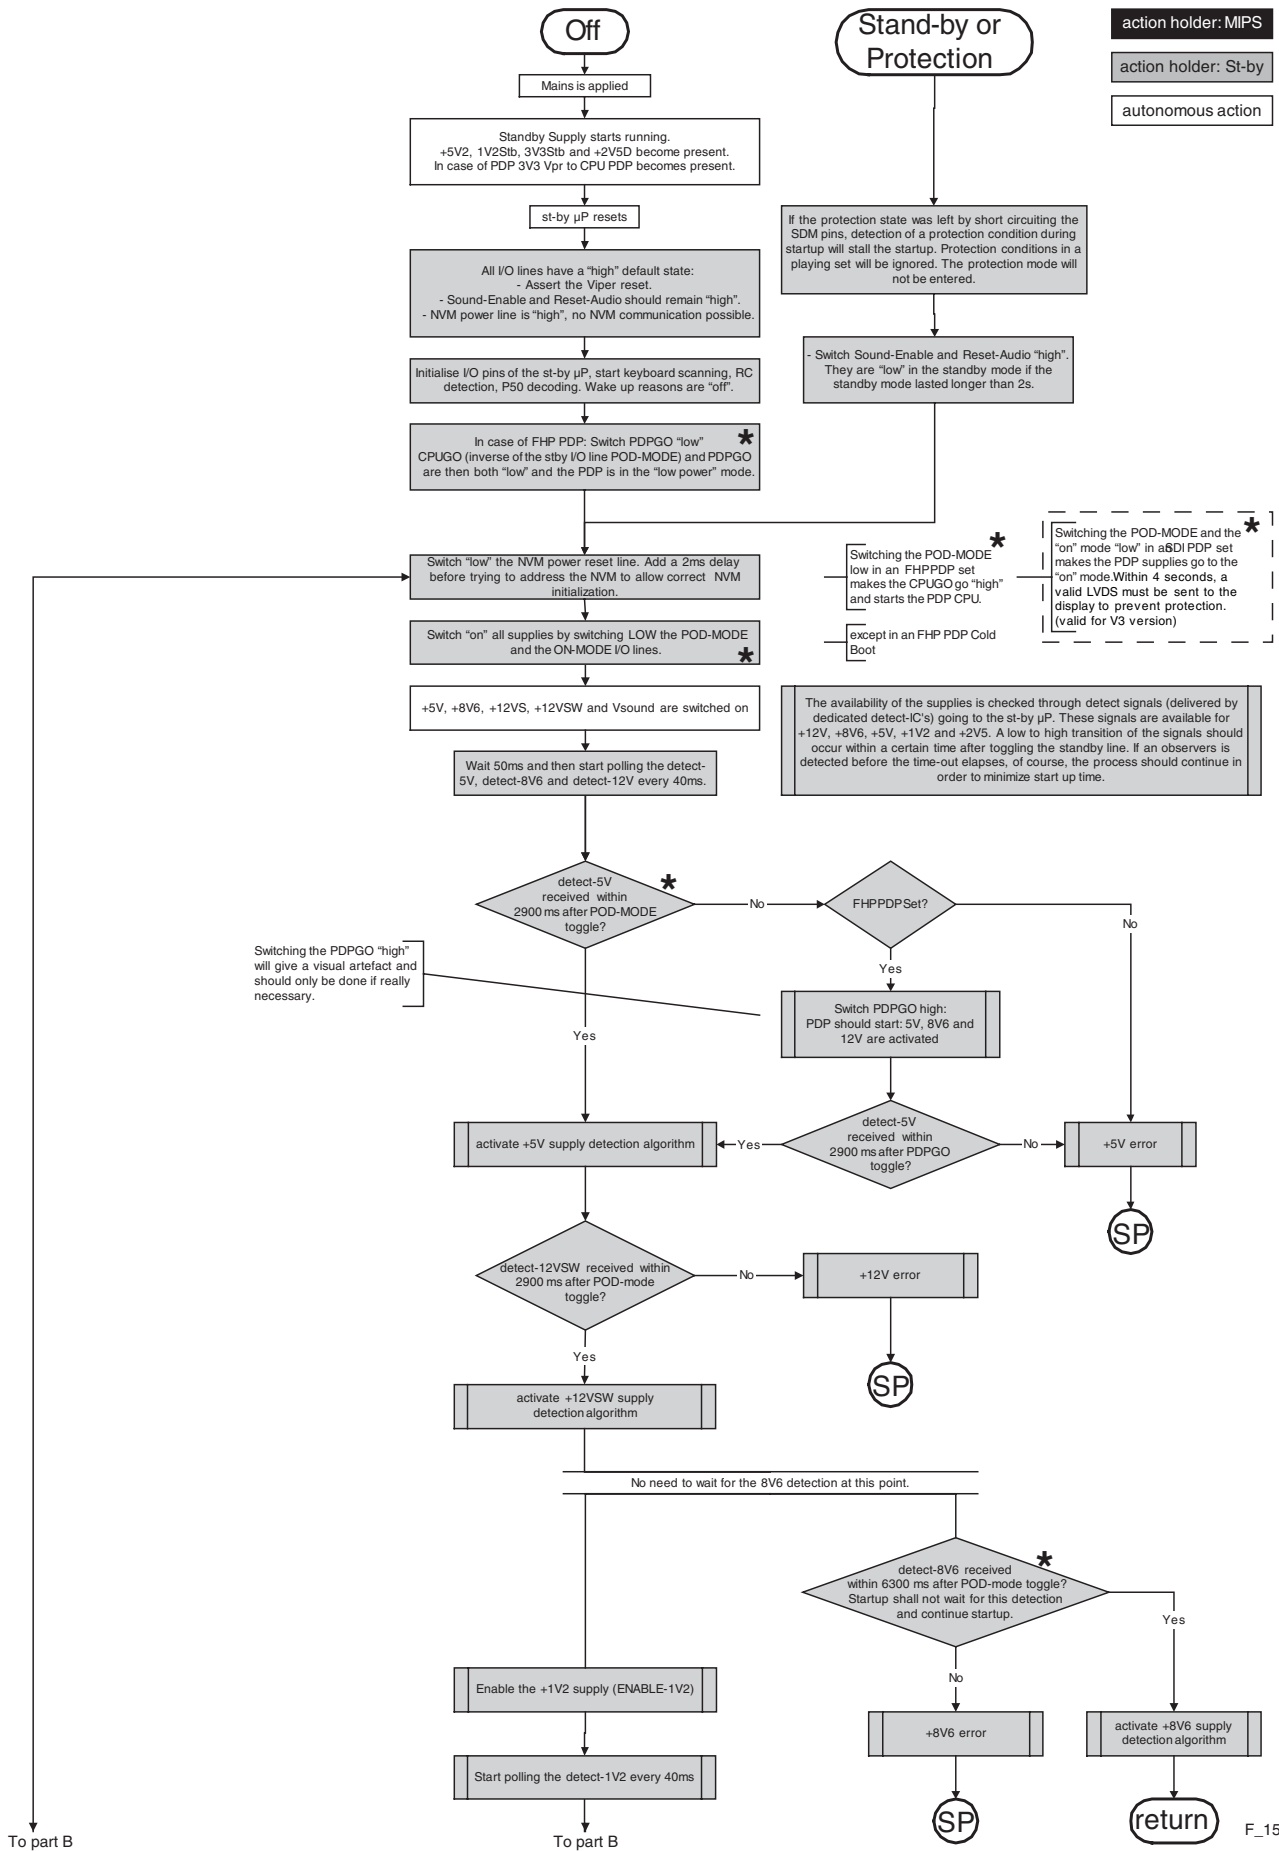 Off
Stand-by or
Protection
action holder: MIPS
action holder: St-by
autonomous action
Mains is applied
Standby Supply starts running.
+5V2, 1V2Stb, 3V3Stb and +2V5D become present.
In case of PDP 3V3 Vpr to CPU PDP becomes present.
st-by µP resets
If the protection state was left by short circuiting the
SDM pins, detection of a protection condition during
startup will stall the startup. Protection conditions in a
playing set will be ignored. The protection mode will
not be entered.
All I/O lines have a “high” default state:
- Assert the Viper reset.
- Sound-Enable and Reset-Audio should remain “high”.
- NVM power line is “high”, no NVM communication possible.
- Switch Sound-Enable and Reset-Audio “high”.
They are “low” in the standby mode if the
standby mode lasted longer than 2s.
Initialise I/O pins of the st-by µP, start keyboard scanning, RC
detection, P50 decoding. Wake up reasons are “off”.
In case of FHP PDP: Switch PDPGO “low”
CPUGO (inverse of the stby I/O line POD-MODE) and PDPGO
are then both “low” and the PDP is in the “low power” mode.
*
Switch “low” the NVM power reset line. Add a 2ms delay
before trying to address the NVM to allow correct NVM
initialization.
Switching the POD-MODE
low in an FHP PDP set
makes the CPUGO go “high”
and starts the PDP CPU.
*
Switching the POD-MODE and the
“on” mode “low” in an SDI PDP set
makes the PDP supplies go to the
“on” mode. Within 4 seconds, a
valid LVDS must be sent to the
display to prevent protection.
(valid for V3 version)
*
Switch “on” all supplies by switching LOW the POD-MODE
and the ON-MODE I/O lines.
*
except in an FHP PDP Cold
Boot
+5V, +8V6, +12VS, +12VSW and Vsound are switched on
The availability of the supplies is checked through detect signals (delivered by
dedicated detect-IC's) going to the st-by µP. These signals are available for
+12V, +8V6, +5V, +1V2 and +2V5. A low to high transition of the signals should
occur within a certain time after toggling the standby line. If an observers is
detected before the time-out elapses, of course, the process should continue in
order to minimize start up time.
Wait 50ms and then start polling the detect-
5V, detect-8V6 and detect-12V every 40ms.
detect-5V
received within
2900 ms after POD-MODE
toggle?
*
No
FHP PDP Set?
No
Yes
Switching the PDPGO “high”
will give a visual artefact and
should only be done if really
necessary.
Switch PDPGO high:
PDP should start: 5V, 8V6 and
12V are activated
Yes
activate +5V supply detection algorithm
Yes
detect-5V
received within
2900 ms after PDPGO
toggle?
No
+5V error
SP
detect-12VSW received within
2900 ms after POD-mode
toggle?
No
+12V error
SP
Yes
activate +12VSW supply
detection algorithm
No need to wait for the 8V6 detection at this point.
detect-8V6 received
within 6300 ms after POD-mode toggle?
Startup shall not wait for this detection
and continue startup.
*
Yes
No
Enable the +1V2 supply (ENABLE-1V2)
+8V6 error
activate +8V6 supply
detection algorithm
Start polling the detect-1V2 every 40ms
SP
return
To part B
To part B
F_15